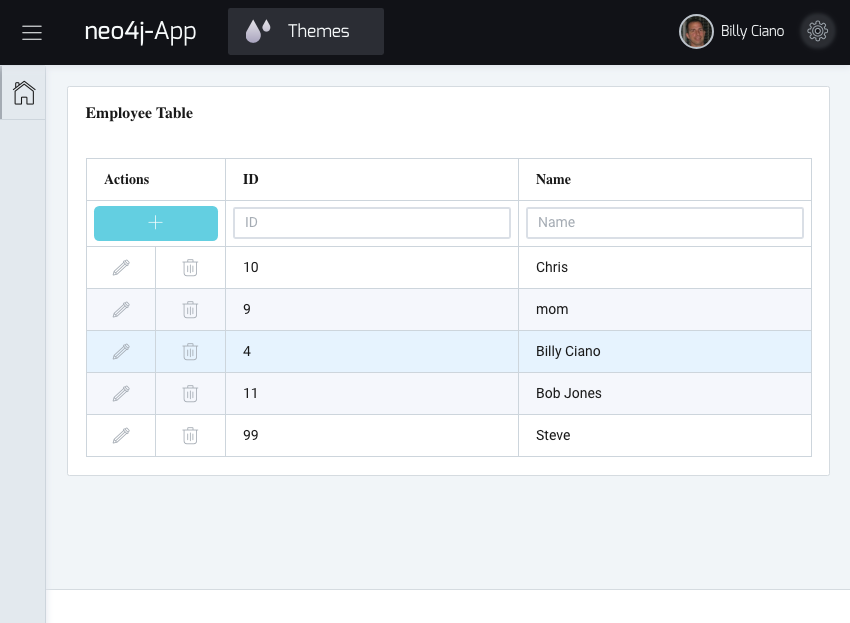 neo4j-App
Themes
Billy Ciano
Employee Table
Actions ID Name
ID Name
10 Chris
9 mom
4 Billy Ciano
11 Bob Jones
99 Steve